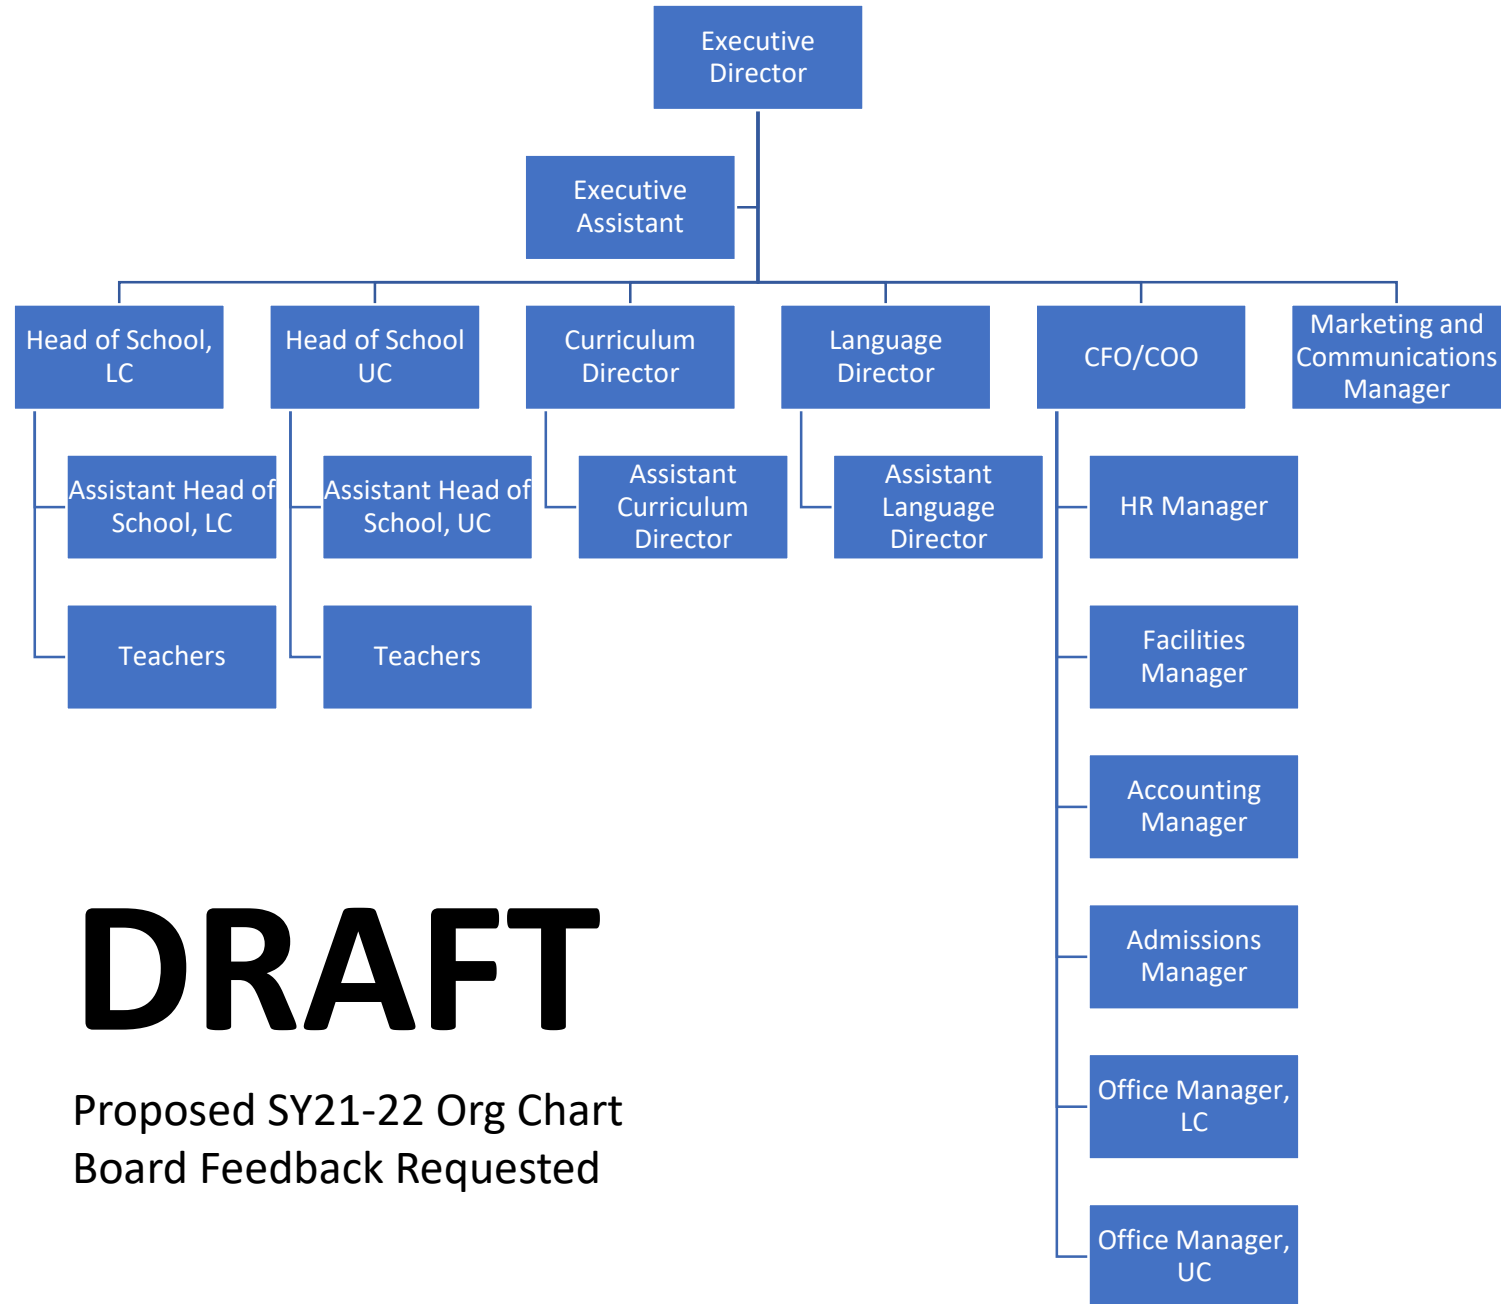 Executive
Director
Executive
Assistant
Head of School,
LC
Head of School
UC
Curriculum
Director
Language
Director
CFO/COO
Marketing and
Communications
Manager
Assistant Head of
School, LC
Assistant Head of
School, UC
Assistant
Curriculum
Director
Assistant
Language
Director
HR Manager
Teachers
Teachers
Facilities
Manager
Accounting
Manager
Admissions
Manager
Office Manager,
LC
Office Manager,
UC
DRAFT
Proposed SY21-22 Org Chart
Board Feedback Requested